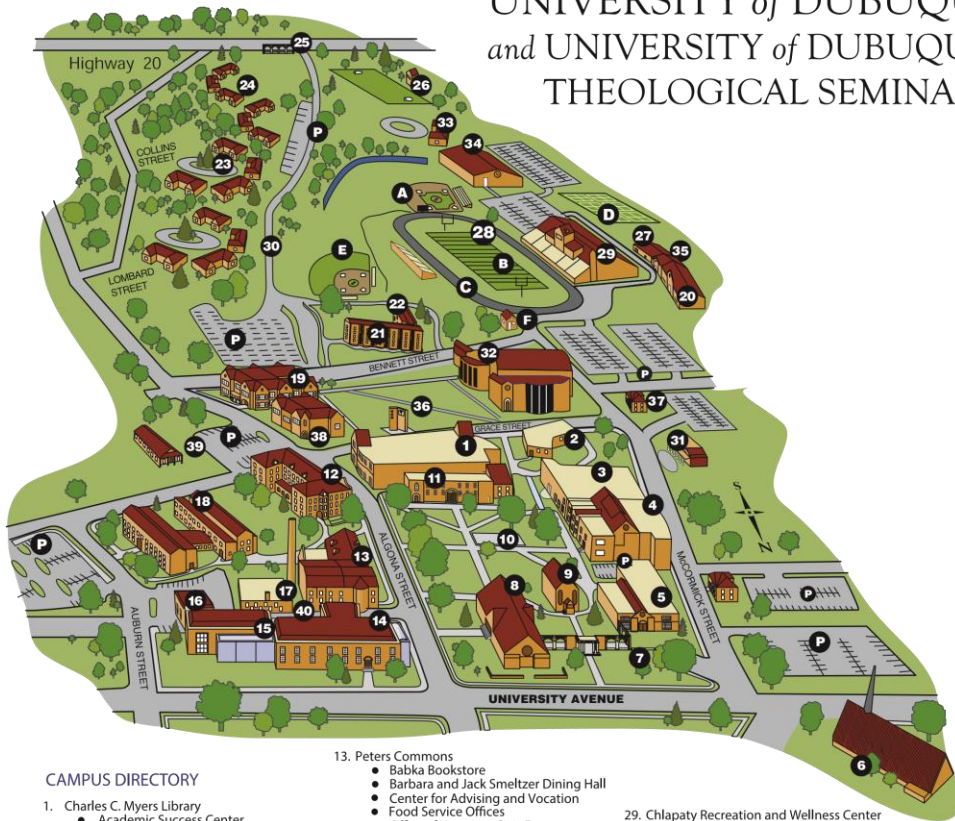 UNIVERSITY of DUBUQU
and UNIVERSITY of DUBUQU
THEOLOGICAL SEMINA
25
Highway 20
24
26
P
33
COLLINS
STREET
34
23
A
D
28
27
35
30
29
E
B
LOMBARD
STREET
C
20
22
F
P
21
BENNETT STREET
32
19
P
36
37
GRACE STREET
P
38
1
2
31
39
12
11
3
18
4
S
N
P
ALGONA STREET
10
13
P
McCORMICK STREET
8
9
17
5
P
16
40
14
15
AUBURN STREET
7
P
UNIVERSITY AVENUE
6
CAMPUS DIRECTORY
1. Charles C. Myers Library
● Academic Success Center
13. Peters Commons
● Babka Bookstore
● Barbara and Jack Smeltzer Dining Hall
● Center for Advising and Vocation
● Food Service Offices
29. Chlapaty Recreation and Wellness Center